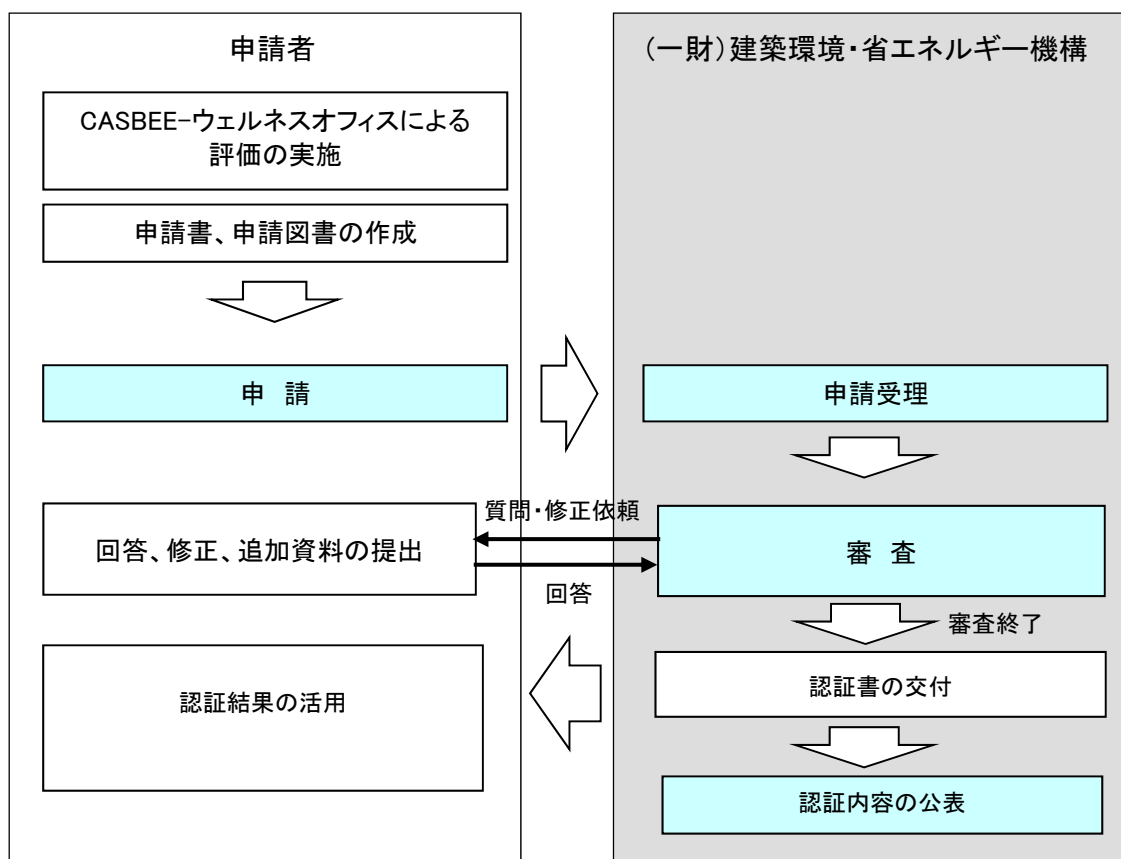 申請者
CASBEE-ウェルネスオフィスによる
評価の実施
申請書、申請図書の作成
申 請
回答、修正、追加資料の提出
認証結果の活用
質問・修正依頼
回答
(一財)建築環境・省エネルギー機構
申請受理
審 査
審査終了
認証書の交付
認証内容の公表